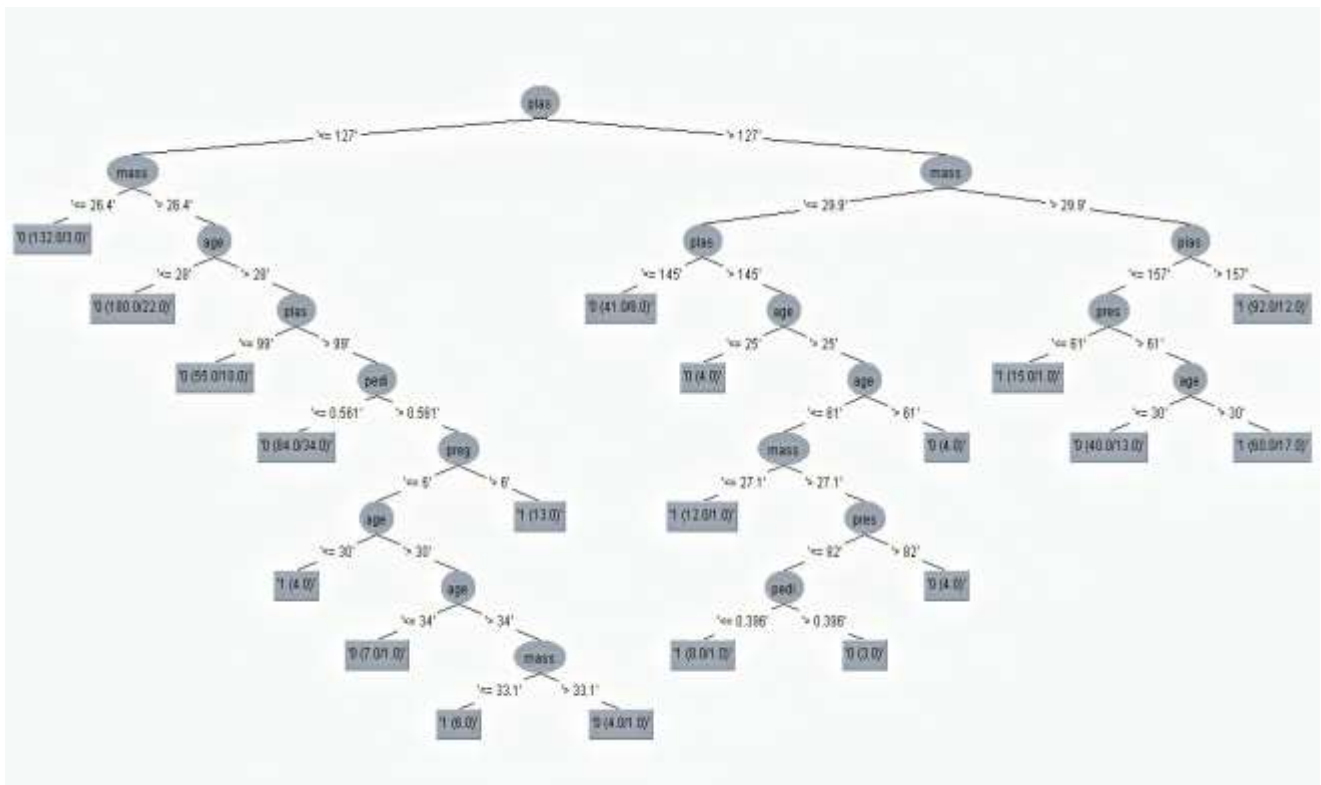 plas
'<= 127' '> 127'
mass mass
'<= 26.4' '> 26.4' '<= 29.9' '> 29.9'
'0 (132.0/3.0)' age plas plas
'<= 28' '> 28' '<= 145' '> 145' '<= 157' '> 157'
'0 (180.0/22.0)' plas '0 (41.0/6.0)' age pres '1 (92.0/12.0)'
'<= 99' '> 99' '<= 25' '> 25' '<= 61' '> 61'
'0 (55.0/10.0)' pedi '0 (4.0)' age '1 (15.0/1.0)' age
'<= 0.561' '> 0.561' '<= 61' '> 61' '<= 30' '> 30'
'0 (84.0/34.0)' preg mass '0 (4.0)' '0 (40.0/13.0)' '1 (60.0/17.0)'
'<= 6' '> 6' '<= 27.1' '> 27.1'
age '1 (13.0)' '1 (12.0/1.0)' pres
'<= 30' '> 30' '<= 82' '> 82'
'1 (4.0)' age pedi '0 (4.0)'
'<= 34' '> 34' '<= 0.396' '> 0.396'
'0 (7.0/1.0)' mass '1 (8.0/1.0)' '0 (3.0)'
'<= 33.1' '> 33.1'
'1 (6.0)' '0 (4.0/1.0)'